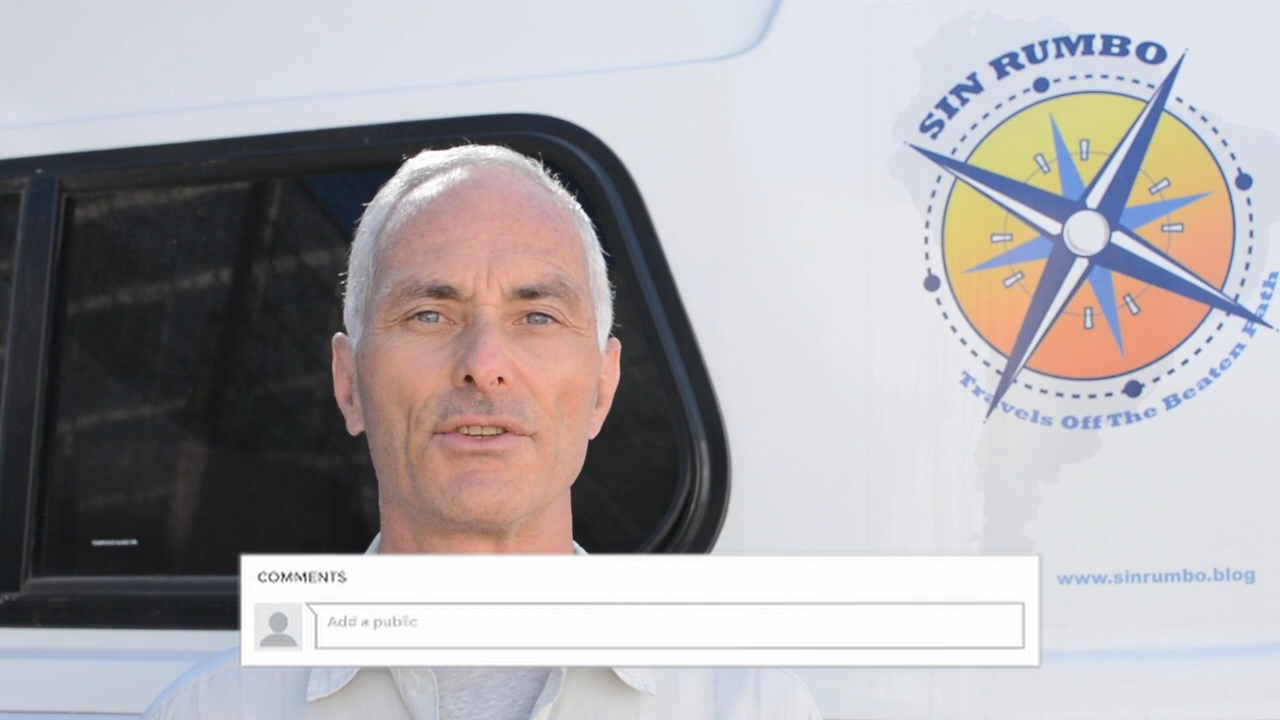 SIN RUMBO
Travels Off The Beaten Path
www.sinrumbo.blog
COMMENTS
Add a public